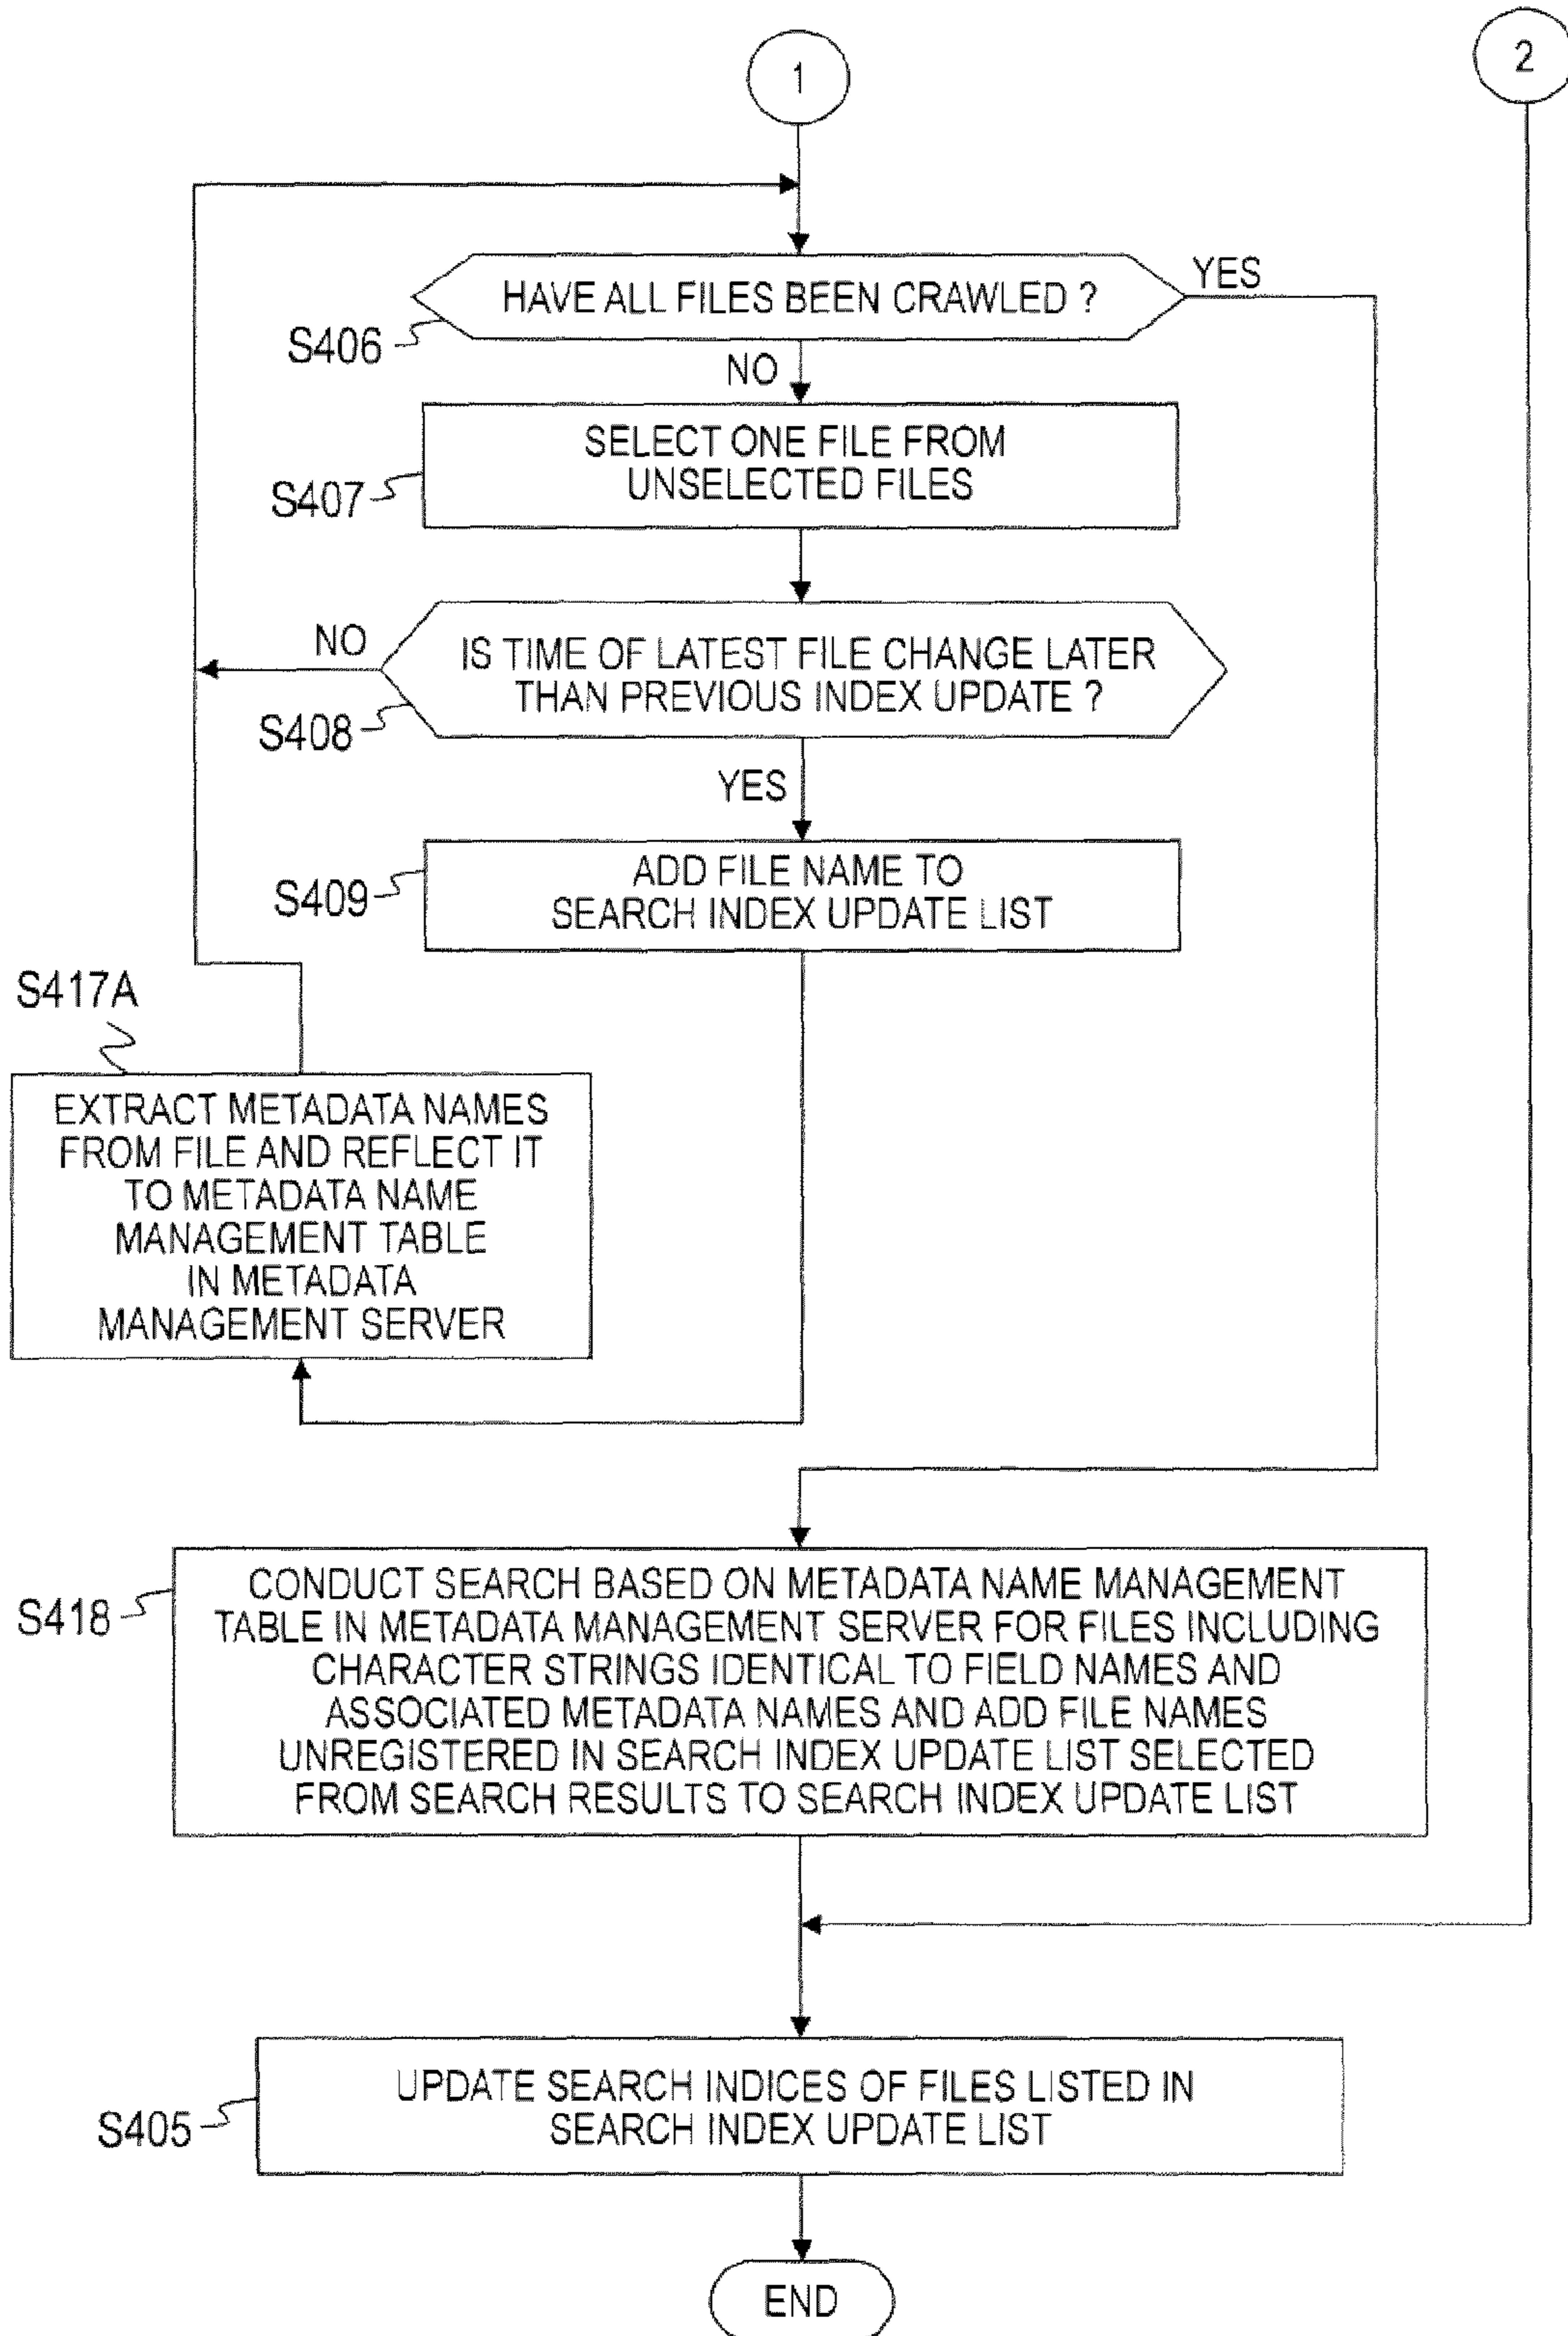 1
2
HAVE ALL FILES BEEN CRAWLED ?
YES
S406
NO
SELECT ONE FILE FROM
UNSELECTED FILES
S407
NO
IS TIME OF LATEST FILE CHANGE LATER
THAN PREVIOUS INDEX UPDATE ?
S408
YES
ADD FILE NAME TO
SEARCH INDEX UPDATE LIST
S409
S417A
EXTRACT METADATA NAMES
FROM FILE AND REFLECT IT
TO METADATA NAME
MANAGEMENT TABLE
IN METADATA
MANAGEMENT SERVER
S418
CONDUCT SEARCH BASED ON METADATA NAME MANAGEMENT
TABLE IN METADATA MANAGEMENT SERVER FOR FILES INCLUDING
CHARACTER STRINGS IDENTICAL TO FIELD NAMES AND
ASSOCIATED METADATA NAMES AND ADD FILE NAMES
UNREGISTERED IN SEARCH INDEX UPDATE LIST SELECTED
FROM SEARCH RESULTS TO SEARCH INDEX UPDATE LIST
UPDATE SEARCH INDICES OF FILES LISTED IN
SEARCH INDEX UPDATE LIST
S405
END